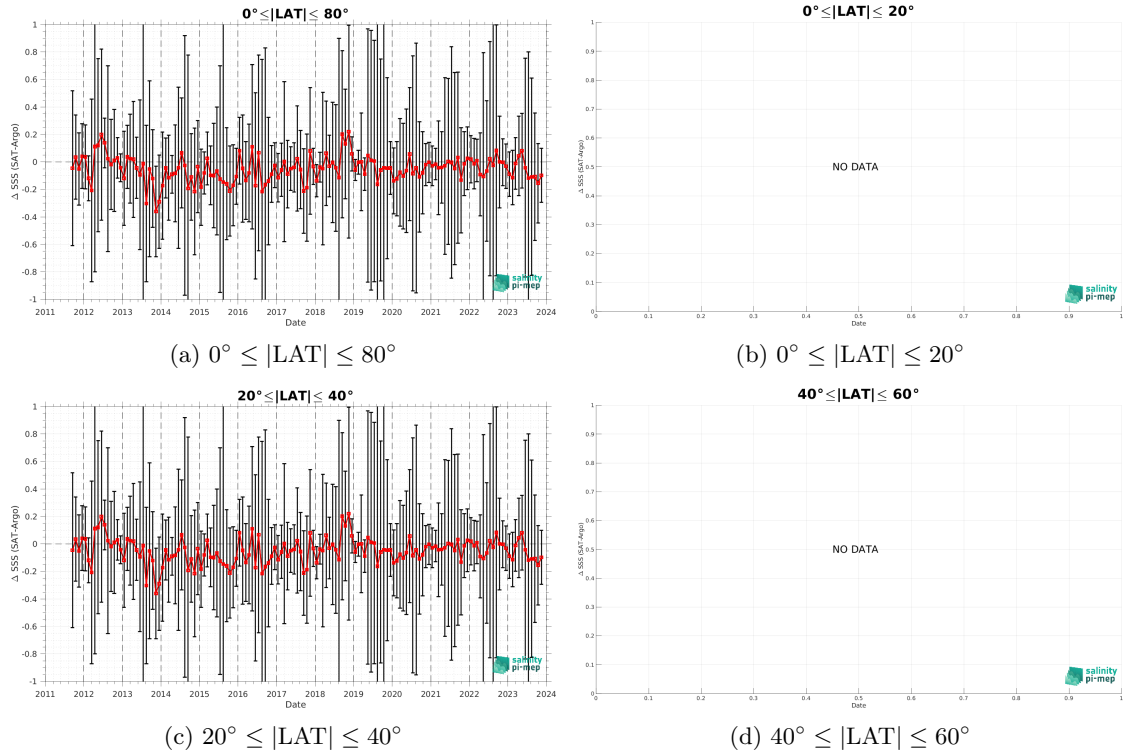 0°≤|LAT|≤ 80°
1
0.8
0.6
0.4
0.2
0
-0.2
-0.4
-0.6
-0.8
-1
Δ SSS (SAT-Argo)
2011 2012 2013 2014 2015 2016 2017 2018 2019 2020 2021 2022 2023 2024
Date
salinity
pi-mep
(a) 0° ≤ |LAT| ≤ 80°
0°≤|LAT|≤ 20°
1
0.9
0.8
0.7
0.6
0.5
0.4
0.3
0.2
0.1
0
Δ SSS (SAT-Argo)
NO DATA
0 0.1 0.2 0.3 0.4 0.5 0.6 0.7 0.8 0.9 1
Date
salinity
pi-mep
(b) 0° ≤ |LAT| ≤ 20°
20°≤|LAT|≤ 40°
1
0.8
0.6
0.4
0.2
0
-0.2
-0.4
-0.6
-0.8
-1
Δ SSS (SAT-Argo)
2011 2012 2013 2014 2015 2016 2017 2018 2019 2020 2021 2022 2023 2024
Date
salinity
pi-mep
(c) 20° ≤ |LAT| ≤ 40°
40°≤|LAT|≤ 60°
1
0.9
0.8
0.7
0.6
0.5
0.4
0.3
0.2
0.1
0
Δ SSS (SAT-Argo)
NO DATA
0 0.1 0.2 0.3 0.4 0.5 0.6 0.7 0.8 0.9 1
Date
salinity
pi-mep
(d) 40° ≤ |LAT| ≤ 60°